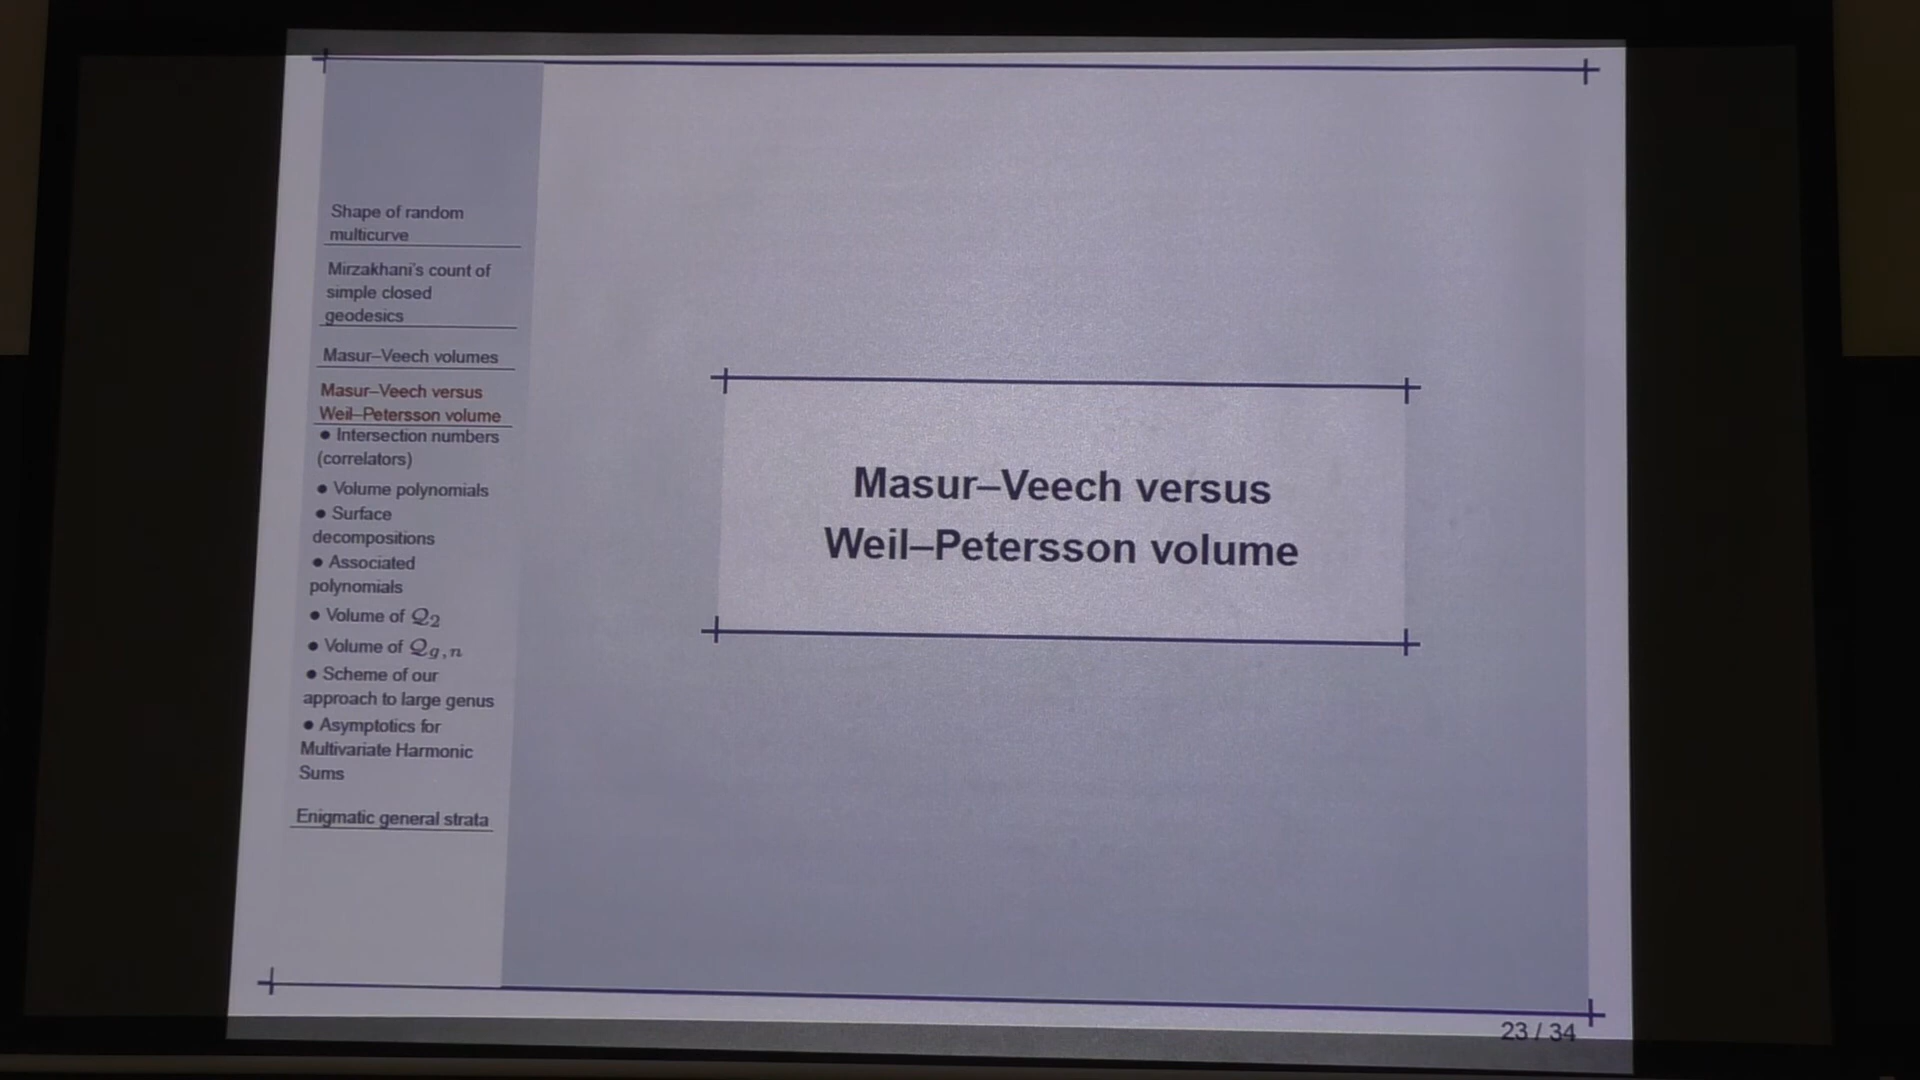 Shape of random
multicurve
Mirzakhani's count of
simple closed
geodesics
Masur–Veech volumes
Masur–Veech versus
Weil–Petersson volume
● Intersection numbers
(correlators)
● Volume polynomials
● Surface
decompositions
● Associated
polynomials
● Volume of 𝒬₂
● Volume of 𝒬g,n
● Scheme of our
approach to large genus
● Asymptotics for
Multivariate Harmonic
Sums
Enigmatic general strata
Masur–Veech versus
Weil–Petersson volume
23 / 34